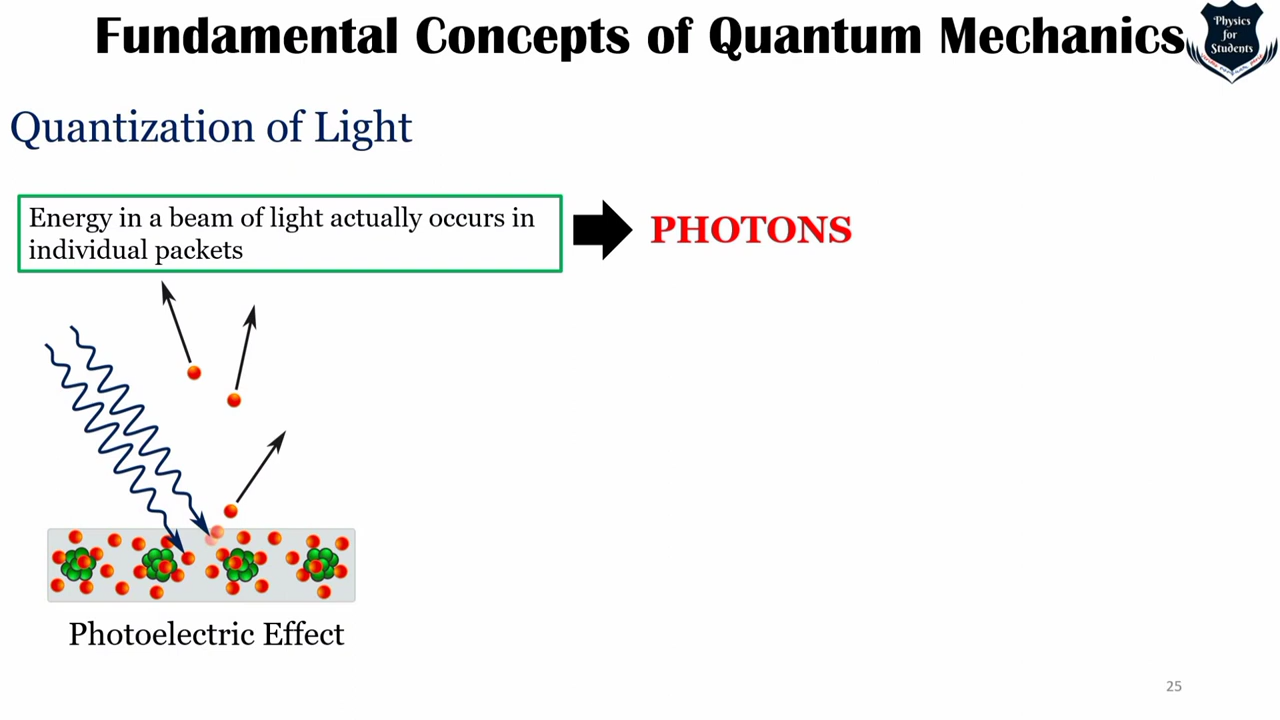 Fundamental Concepts of Quantum Mechanics
Physics
for
Students
Quantization of Light
Energy in a beam of light actually occurs in
individual packets
PHOTONS
Photoelectric Effect
25